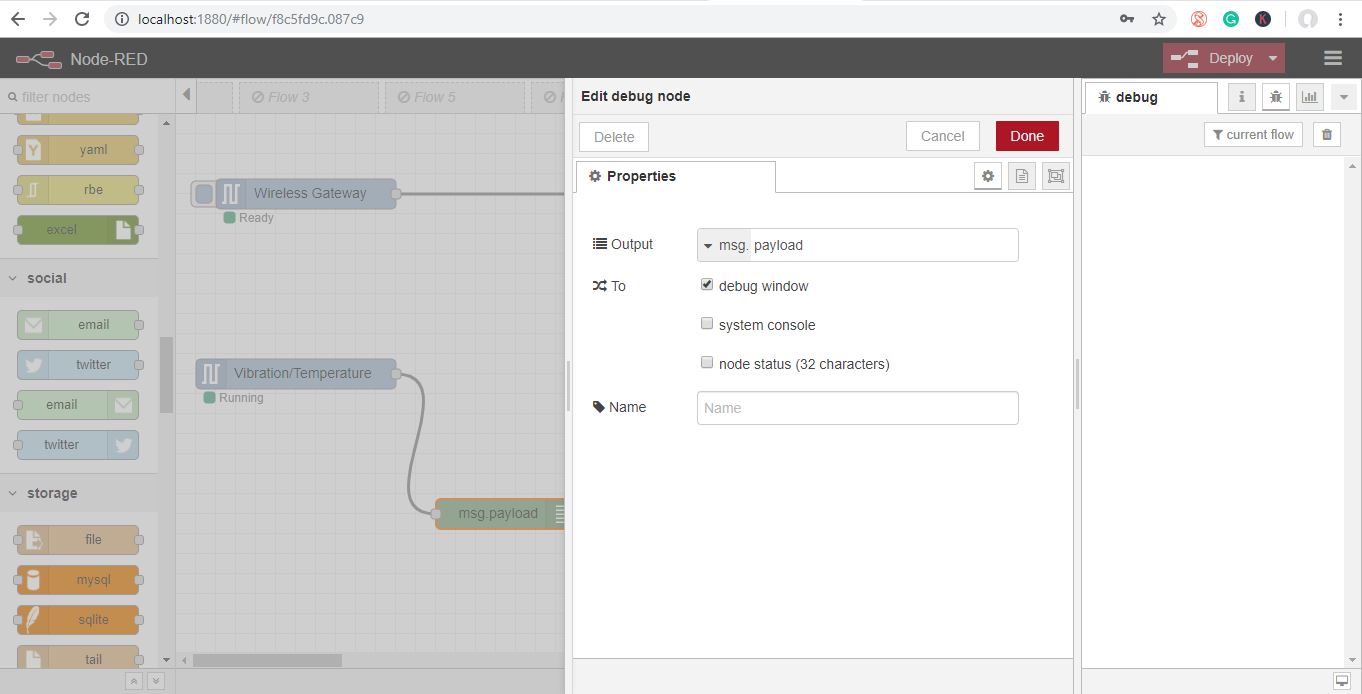 localhost:1880/#flow/f8c5fd9c.087c9
Node-RED
Deploy
filter nodes
yaml
rbe
excel
social
email
twitter
email
twitter
storage
file
mysql
sqlite
tail
Flow 3
Flow 5
Wireless Gateway
Ready
Vibration/Temperature
Running
msg.payload
Edit debug node
Delete
Cancel
Done
Properties
Output
msg. payload
To
debug window
system console
node status (32 characters)
Name
Name
debug
current flow